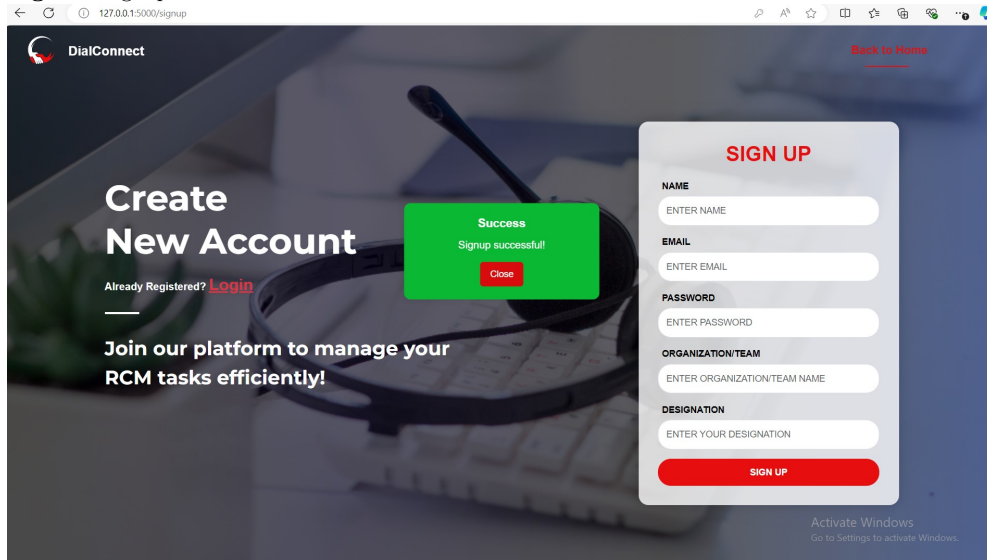 127.0.0.1:5000/signup
DialConnect
Back to Home
Create
New Account
Already Registered? Login
Join our platform to manage your
RCM tasks efficiently!
Success
Signup successful!
Close
SIGN UP
NAME
ENTER NAME
EMAIL
ENTER EMAIL
PASSWORD
ENTER PASSWORD
ORGANIZATION/TEAM
ENTER ORGANIZATION/TEAM NAME
DESIGNATION
ENTER YOUR DESIGNATION
SIGN UP
Activate Windows
Go to Settings to activate Windows.